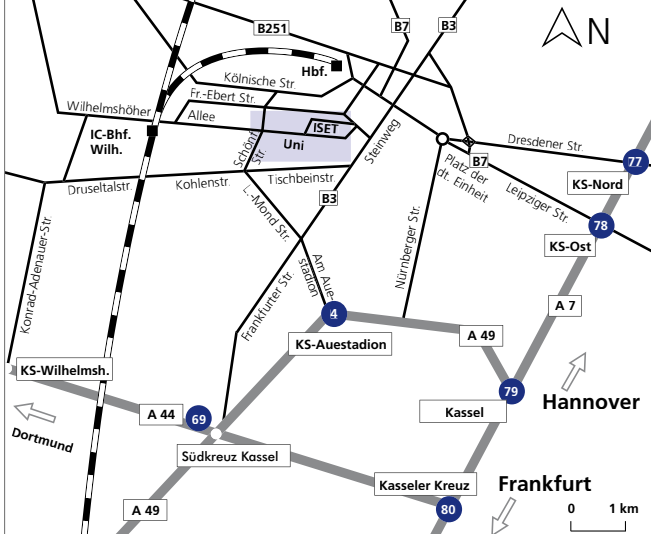 B251
B7
B3
N
Hbf.
Kölnische Str.
Fr.-Ebert Str.
Wilhelmshöher
Allee
IC-Bhf.
Wilh.
ISET
Uni
Schönf.
Str.
Steinweg
Dresdener Str.
77
B7
KS-Nord
Platz der
dt. Einheit
Leipziger Str.
Druseltalstr.
Kohlenstr.
Tischbeinstr.
L.-Mond Str.
B3
78
KS-Ost
Konrad-Adenauer-Str
Nürnberger Str.
Am Aue-
stadion
Frankfurter Str.
A 7
4
KS-Auestadion
A 49
KS-Wilhelmsh.
79
Kassel
Hannover
A 44
69
Dortmund
Südkreuz Kassel
Kasseler Kreuz
Frankfurt
A 49
80
0 1 km